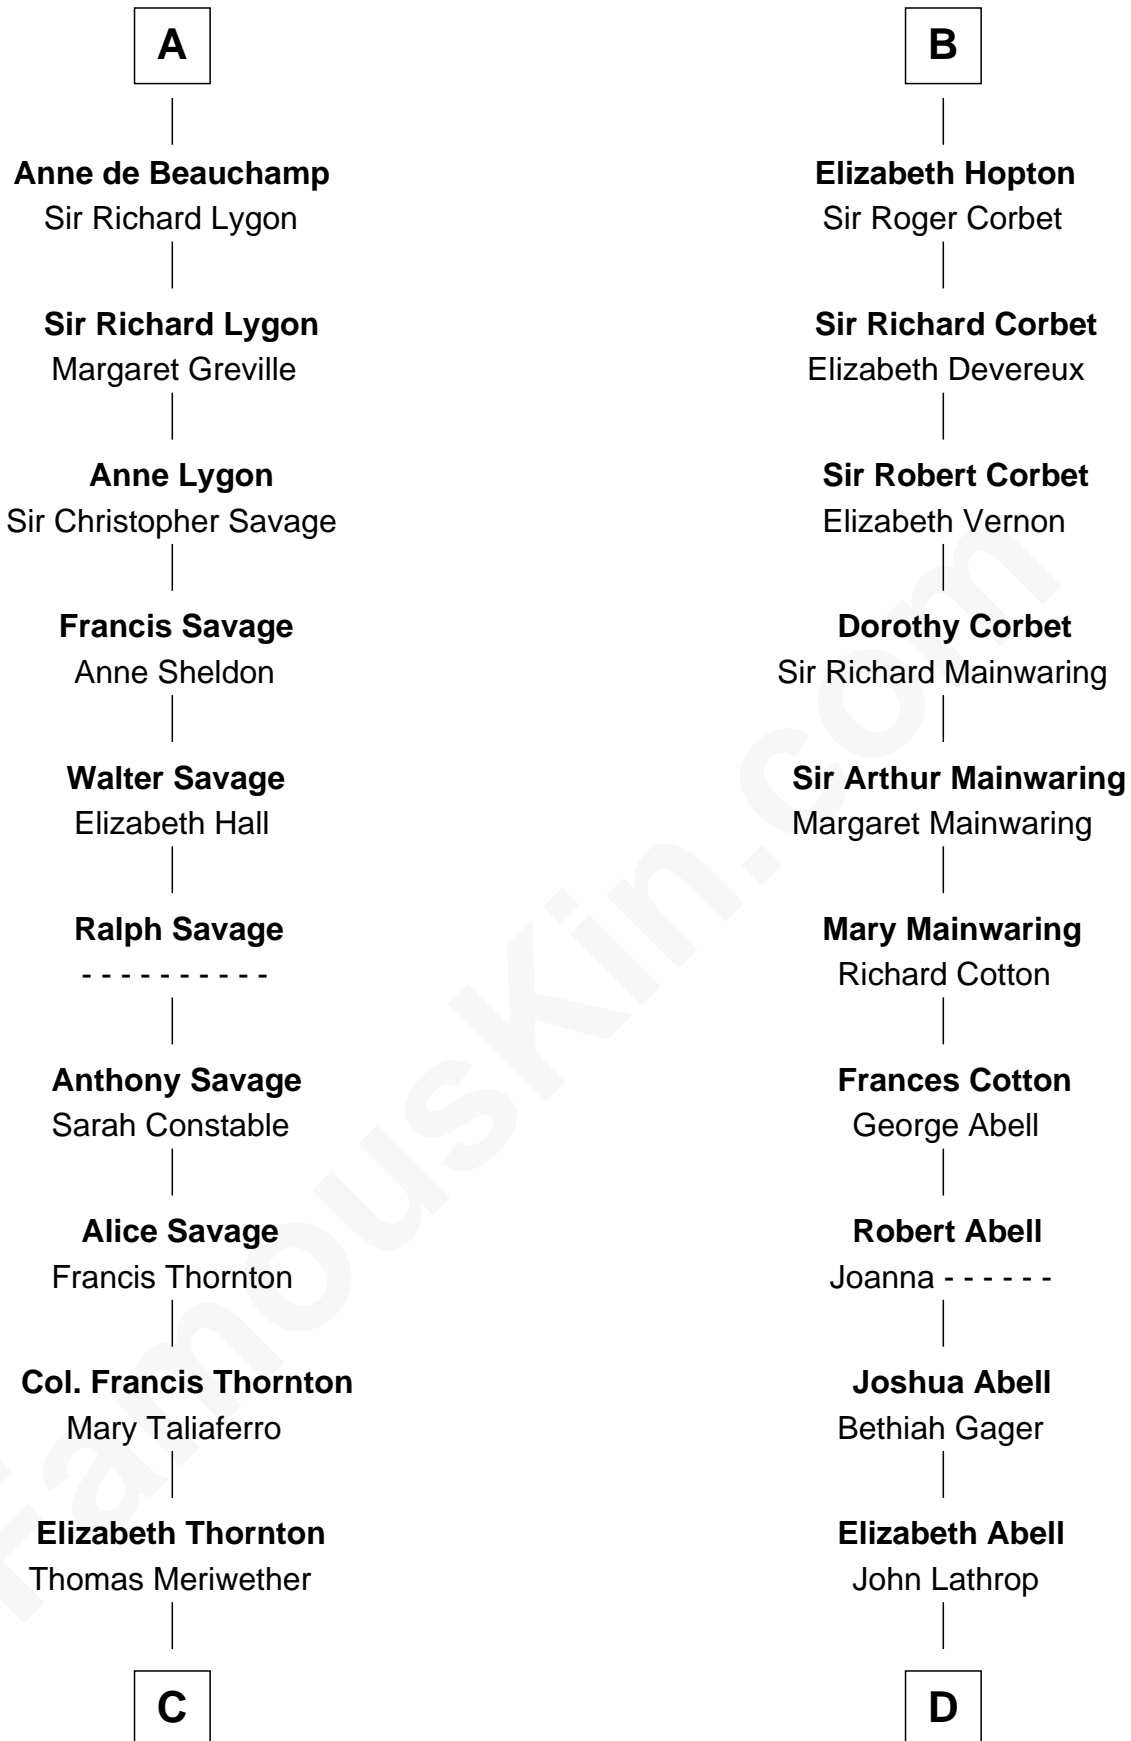 A
Anne de Beauchamp
Sir Richard Lygon
Sir Richard Lygon
Margaret Greville
Anne Lygon
Sir Christopher Savage
Francis Savage
Anne Sheldon
Walter Savage
Elizabeth Hall
Ralph Savage
- - - - - - - - - -
Anthony Savage
Sarah Constable
Alice Savage
Francis Thornton
Col. Francis Thornton
Mary Taliaferro
Elizabeth Thornton
Thomas Meriwether
C
B
Elizabeth Hopton
Sir Roger Corbet
Sir Richard Corbet
Elizabeth Devereux
Sir Robert Corbet
Elizabeth Vernon
Dorothy Corbet
Sir Richard Mainwaring
Sir Arthur Mainwaring
Margaret Mainwaring
Mary Mainwaring
Richard Cotton
Frances Cotton
George Abell
Robert Abell
Joanna - - - - - -
Joshua Abell
Bethiah Gager
Elizabeth Abell
John Lathrop
D
FamousKin.com